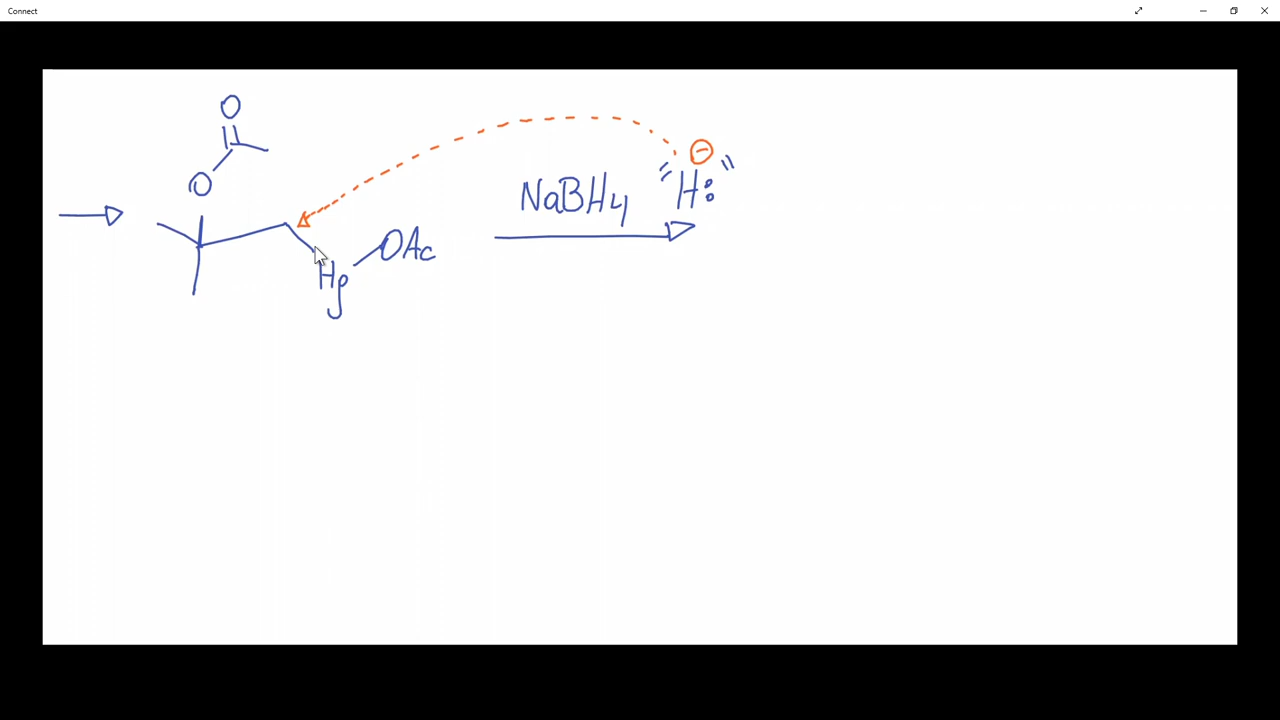 Connect
O
O
NaBH4
"H:"
⊖
Hg
OAc